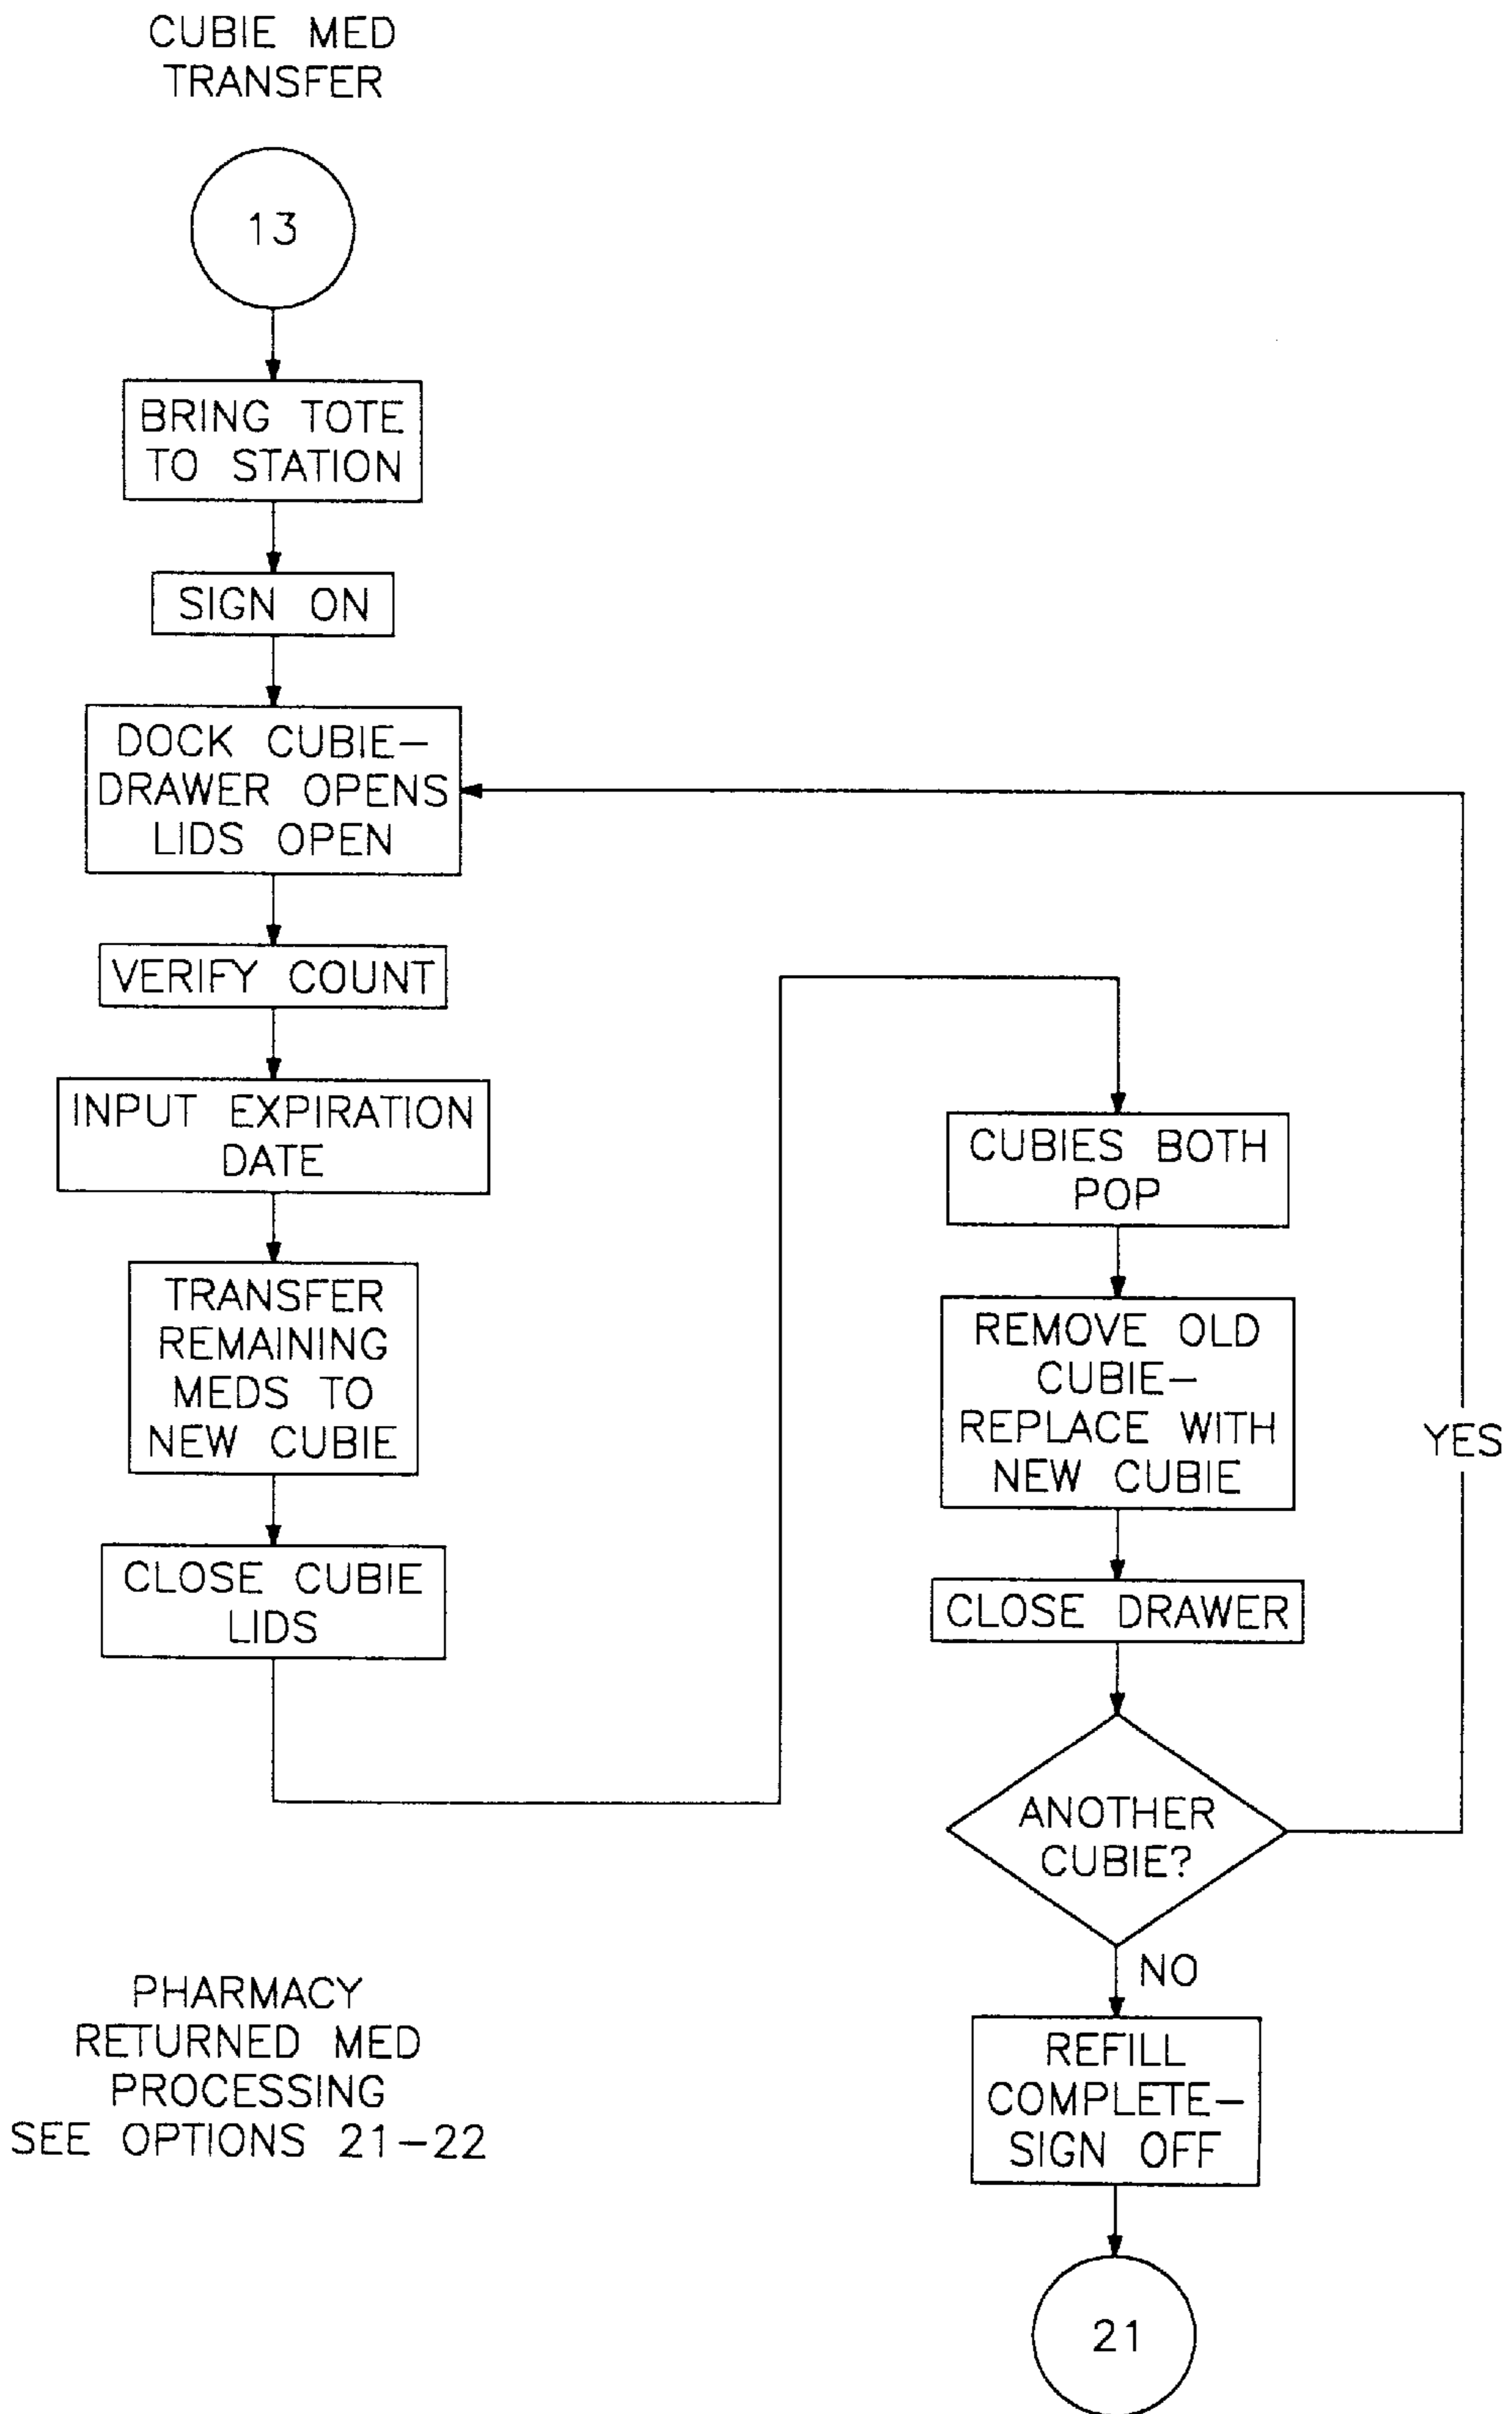 CUBIE MED
TRANSFER
13
BRING TOTE
TO STATION
SIGN ON
DOCK CUBIE-
DRAWER OPENS
LIDS OPEN
VERIFY COUNT
INPUT EXPIRATION
DATE
TRANSFER
REMAINING
MEDS TO
NEW CUBIE
CLOSE CUBIE
LIDS
CUBIES BOTH
POP
REMOVE OLD
CUBIE-
REPLACE WITH
NEW CUBIE
CLOSE DRAWER
ANOTHER
CUBIE?
YES
NO
REFILL
COMPLETE-
SIGN OFF
21
PHARMACY
RETURNED MED
PROCESSING
SEE OPTIONS 21-22